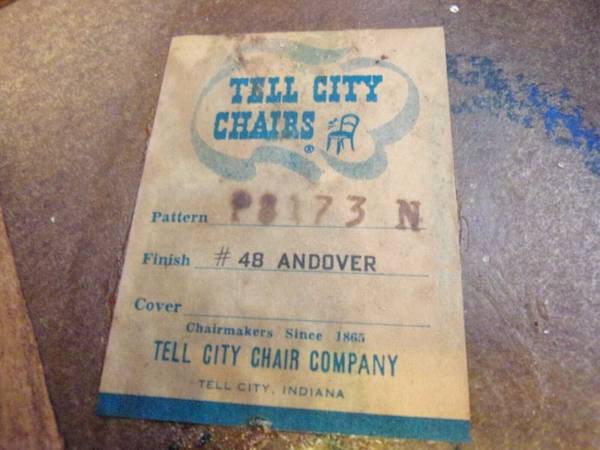 TELL CITY
CHAIRS ®
Pattern P8173 N
Finish # 48 ANDOVER
Cover
Chairmakers Since 1865
TELL CITY CHAIR COMPANY
TELL CITY, INDIANA